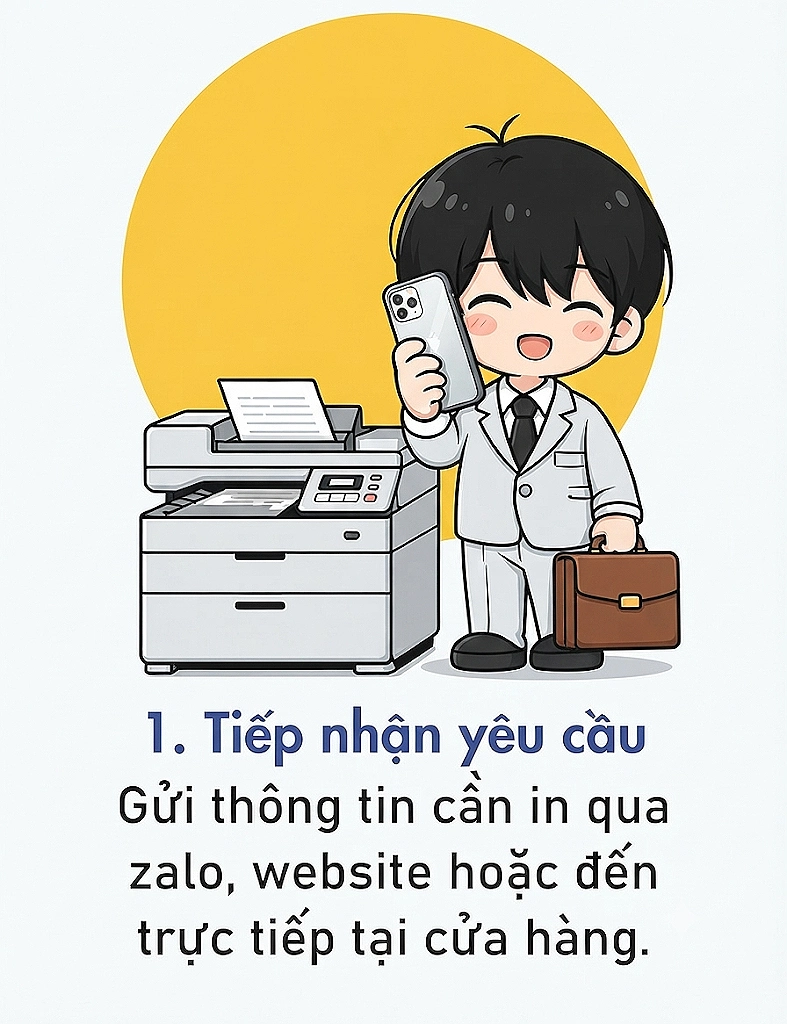 1. Tiếp nhận yêu cầu
Gửi thông tin cần in qua
zalo, website hoặc đến
trực tiếp tại cửa hàng.